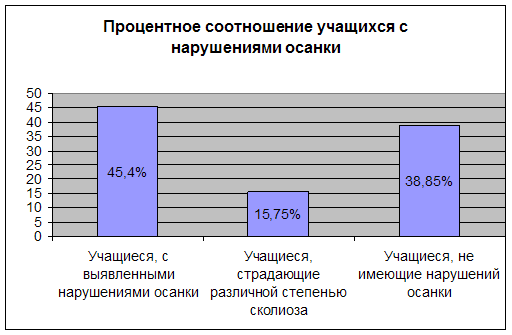 Процентное соотношение учащихся с
нарушениями осанки
50
45
40
35
30
25
20
15
10
5
0
45,4%
15,75%
38,85%
Учащиеся, с
выявленными
нарушениями осанки
Учащиеся,
страдающие
различной степенью
сколиоза
Учащиеся, не
имеющие нарушений
осанки